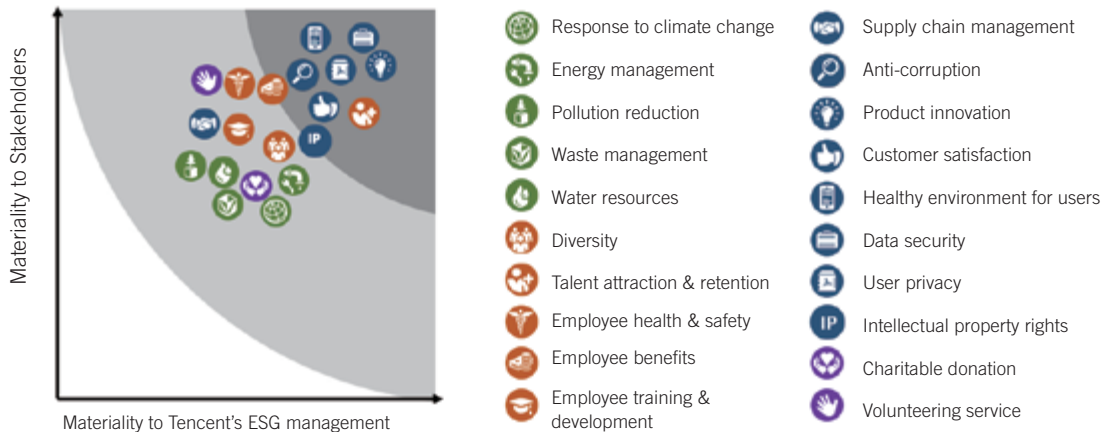 Materiality to Stakeholders
IP
Materiality to Tencent's ESG management
Response to climate change
Energy management
Pollution reduction
Waste management
Water resources
Diversity
Talent attraction & retention
Employee health & safety
Employee benefits
Employee training &
development
Supply chain management
Anti-corruption
Product innovation
Customer satisfaction
Healthy environment for users
Data security
User privacy
IP
Intellectual property rights
Charitable donation
Volunteering service